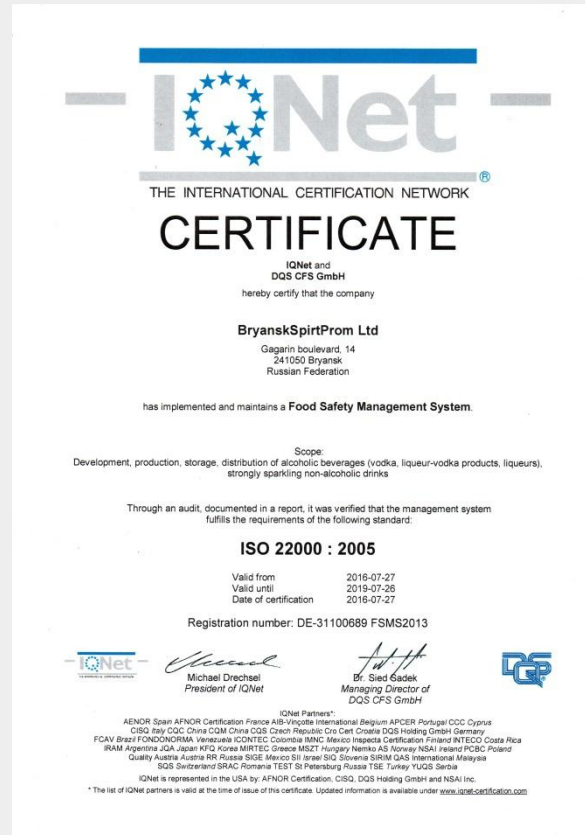 IQNet
®
THE INTERNATIONAL CERTIFICATION NETWORK
CERTIFICATE
IQNet and
DQS CFS GmbH
hereby certify that the company
BryanskSpirtProm Ltd
Gagarin boulevard, 14
241050 Bryansk
Russian Federation
has implemented and maintains a Food Safety Management System.
Scope:
Development, production, storage, distribution of alcoholic beverages (vodka, liqueur-vodka products, liqueurs),
strongly sparkling non-alcoholic drinks
Through an audit, documented in a report, it was verified that the management system
fulfills the requirements of the following standard:
ISO 22000 : 2005
Valid from 2016-07-27
Valid until 2019-07-26
Date of certification 2016-07-27
Registration number: DE-31100689 FSMS2013
IQNet
Michael Drechsel
President of IQNet
Dr. Sied Sadek
Managing Director of
DQS CFS GmbH
DQS
IQNet Partners*:
AENOR Spain AFNOR Certification France AIB-Vinçotte International Belgium APCER Portugal CCC Cyprus
CISQ Italy CQC China CQM China CQS Czech Republic Cro Cert Croatia DQS Holding GmbH Germany
FCAV Brazil FONDONORMA Venezuela ICONTEC Colombia IMNC Mexico Inspecta Certification Finland INTECO Costa Rica
IRAM Argentina JQA Japan KFQ Korea MIRTEC Greece MSZT Hungary Nemko AS Norway NSAI Ireland PCBC Poland
Quality Austria Austria RR Russia SIGE Mexico SII Israel SIQ Slovenia SIRIM QAS International Malaysia
SQS Switzerland SRAC Romania TEST St Petersburg Russia TSE Turkey YUQS Serbia
IQNet is represented in the USA by: AFNOR Certification, CISQ, DQS Holding GmbH and NSAI Inc.
* The list of IQNet partners is valid at the time of issue of this certificate. Updated information is available under www.iqnet-certification.com